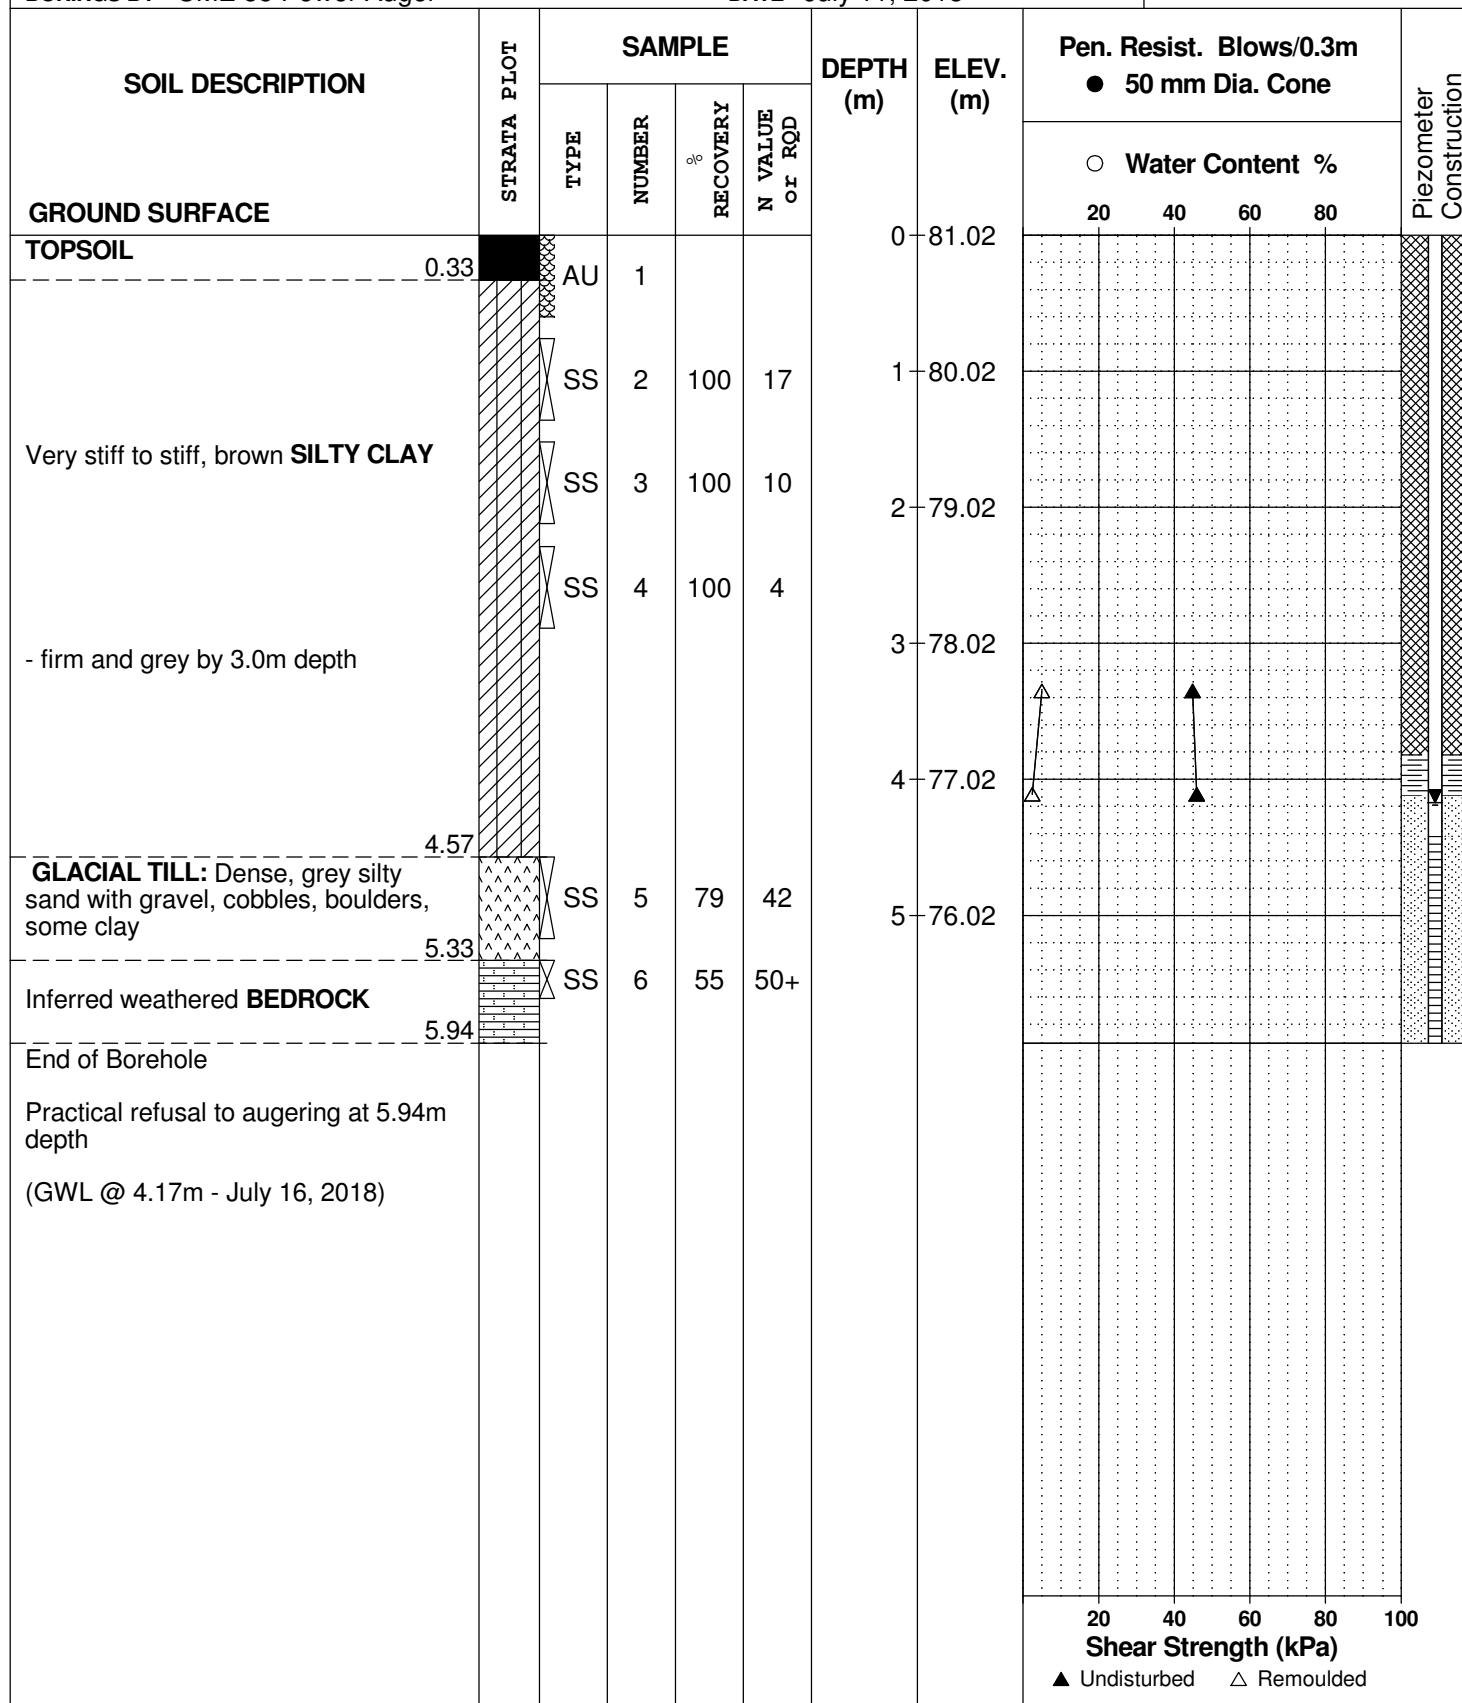 SOIL DESCRIPTION
GROUND SURFACE
STRATA PLOT
SAMPLE
TYPE
NUMBER
%
RECOVERY
N VALUE
or RQD
DEPTH
(m)
ELEV.
(m)
Pen. Resist. Blows/0.3m
● 50 mm Dia. Cone
○ Water Content %
20 40 60 80
Piezometer
Construction
TOPSOIL
0.33
AU 1
0 81.02
SS 2 100 17
1 80.02
Very stiff to stiff, brown SILTY CLAY
SS 3 100 10
2 79.02
SS 4 100 4
3 78.02
- firm and grey by 3.0m depth
4 77.02
4.57
GLACIAL TILL: Dense, grey silty
sand with gravel, cobbles, boulders,
some clay
5.33
SS 5 79 42
5 76.02
SS 6 55 50+
Inferred weathered BEDROCK
5.94
End of Borehole
Practical refusal to augering at 5.94m
depth
(GWL @ 4.17m - July 16, 2018)
20 40 60 80 100
Shear Strength (kPa)
▲ Undisturbed △ Remoulded